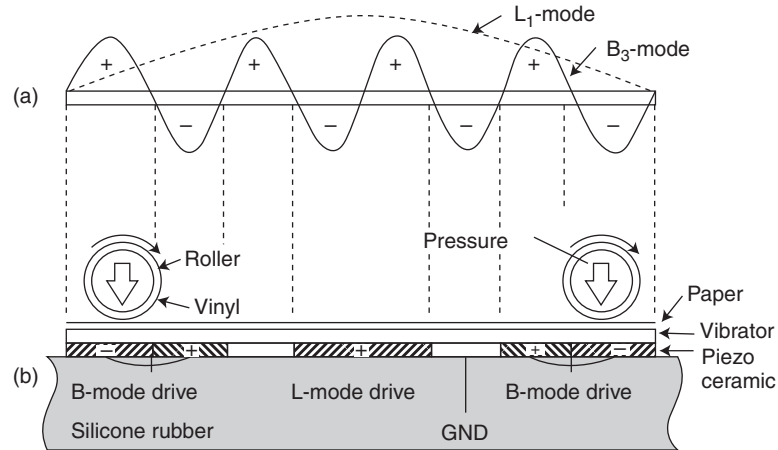 L₁-mode
B₃-mode
+ + + +
(a)
− − − −
Roller
Pressure
Vinyl
Paper
Vibrator
− + + + −
Piezo
ceramic
(b)
B-mode drive L-mode drive B-mode drive
Silicone rubber GND